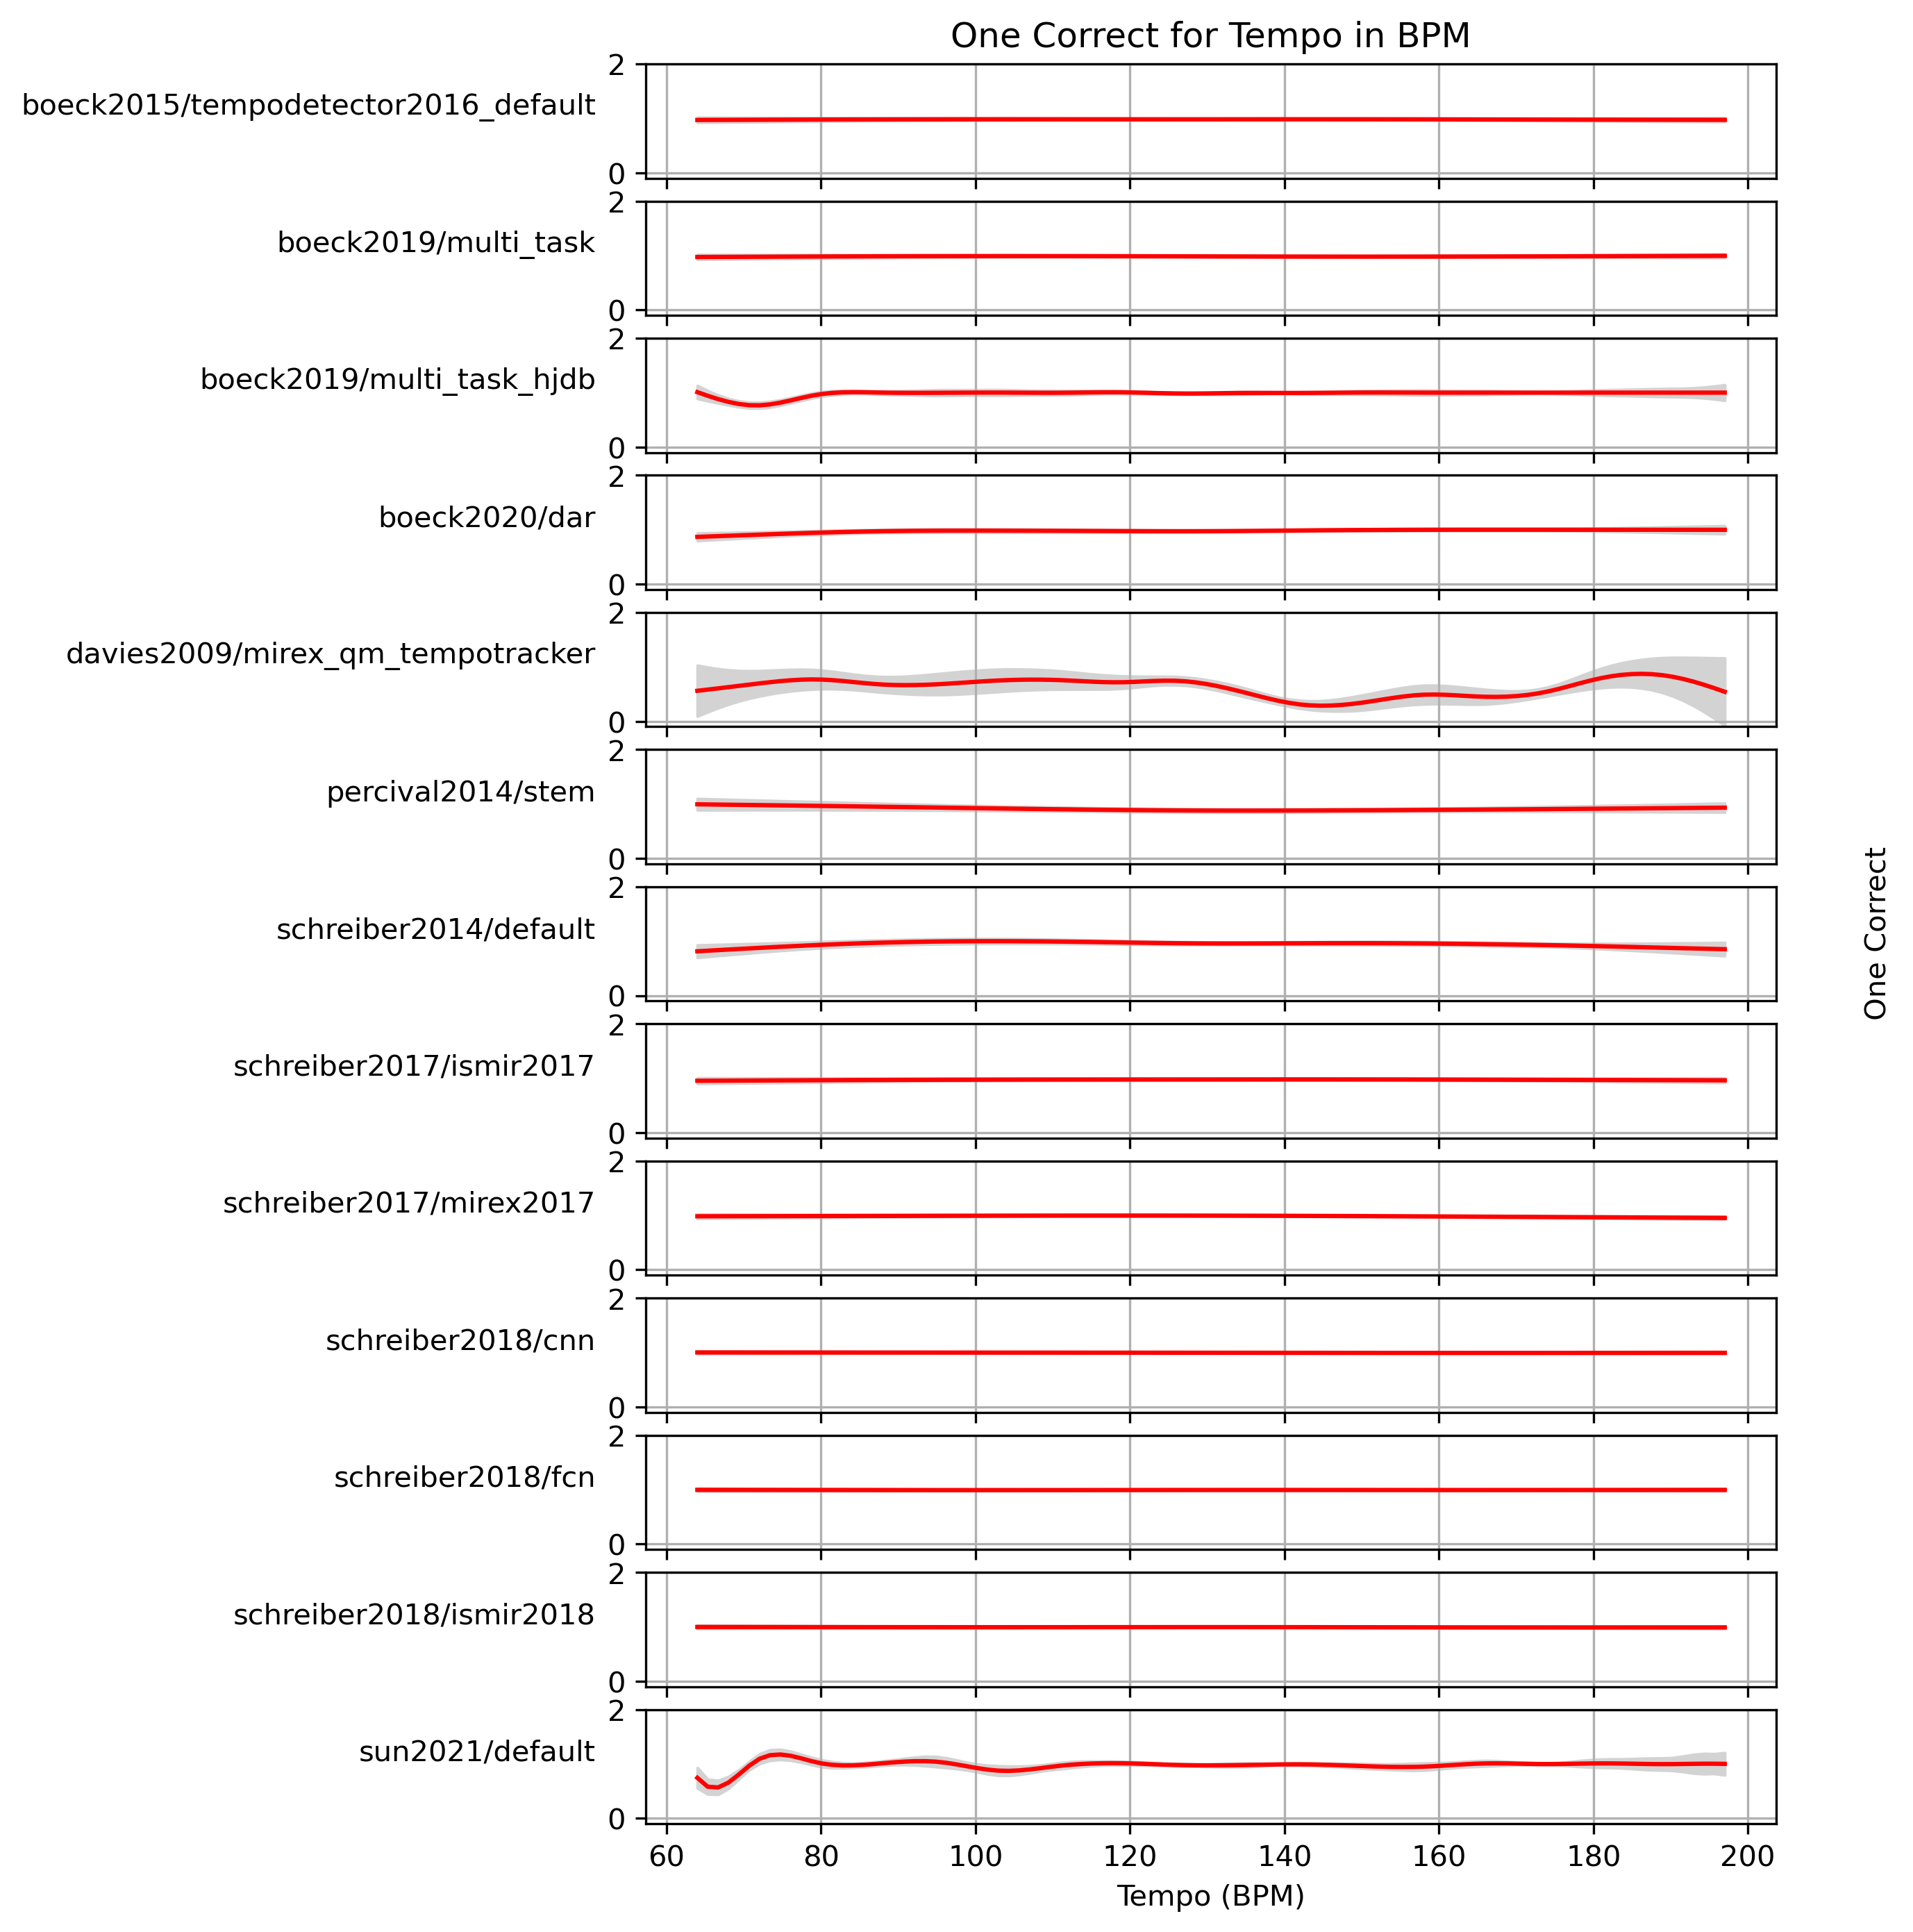 One Correct for Tempo in BPM
2
boeck2015/tempodetector2016_default
0
2
boeck2019/multi_task
0
2
boeck2019/multi_task_hjdb
0
2
boeck2020/dar
0
2
davies2009/mirex_qm_tempotracker
0
2
percival2014/stem
0
2
schreiber2014/default
0
One Correct
2
schreiber2017/ismir2017
0
2
schreiber2017/mirex2017
0
2
schreiber2018/cnn
0
2
schreiber2018/fcn
0
2
schreiber2018/ismir2018
0
2
sun2021/default
0
60 80 100 120 140 160 180 200
Tempo (BPM)